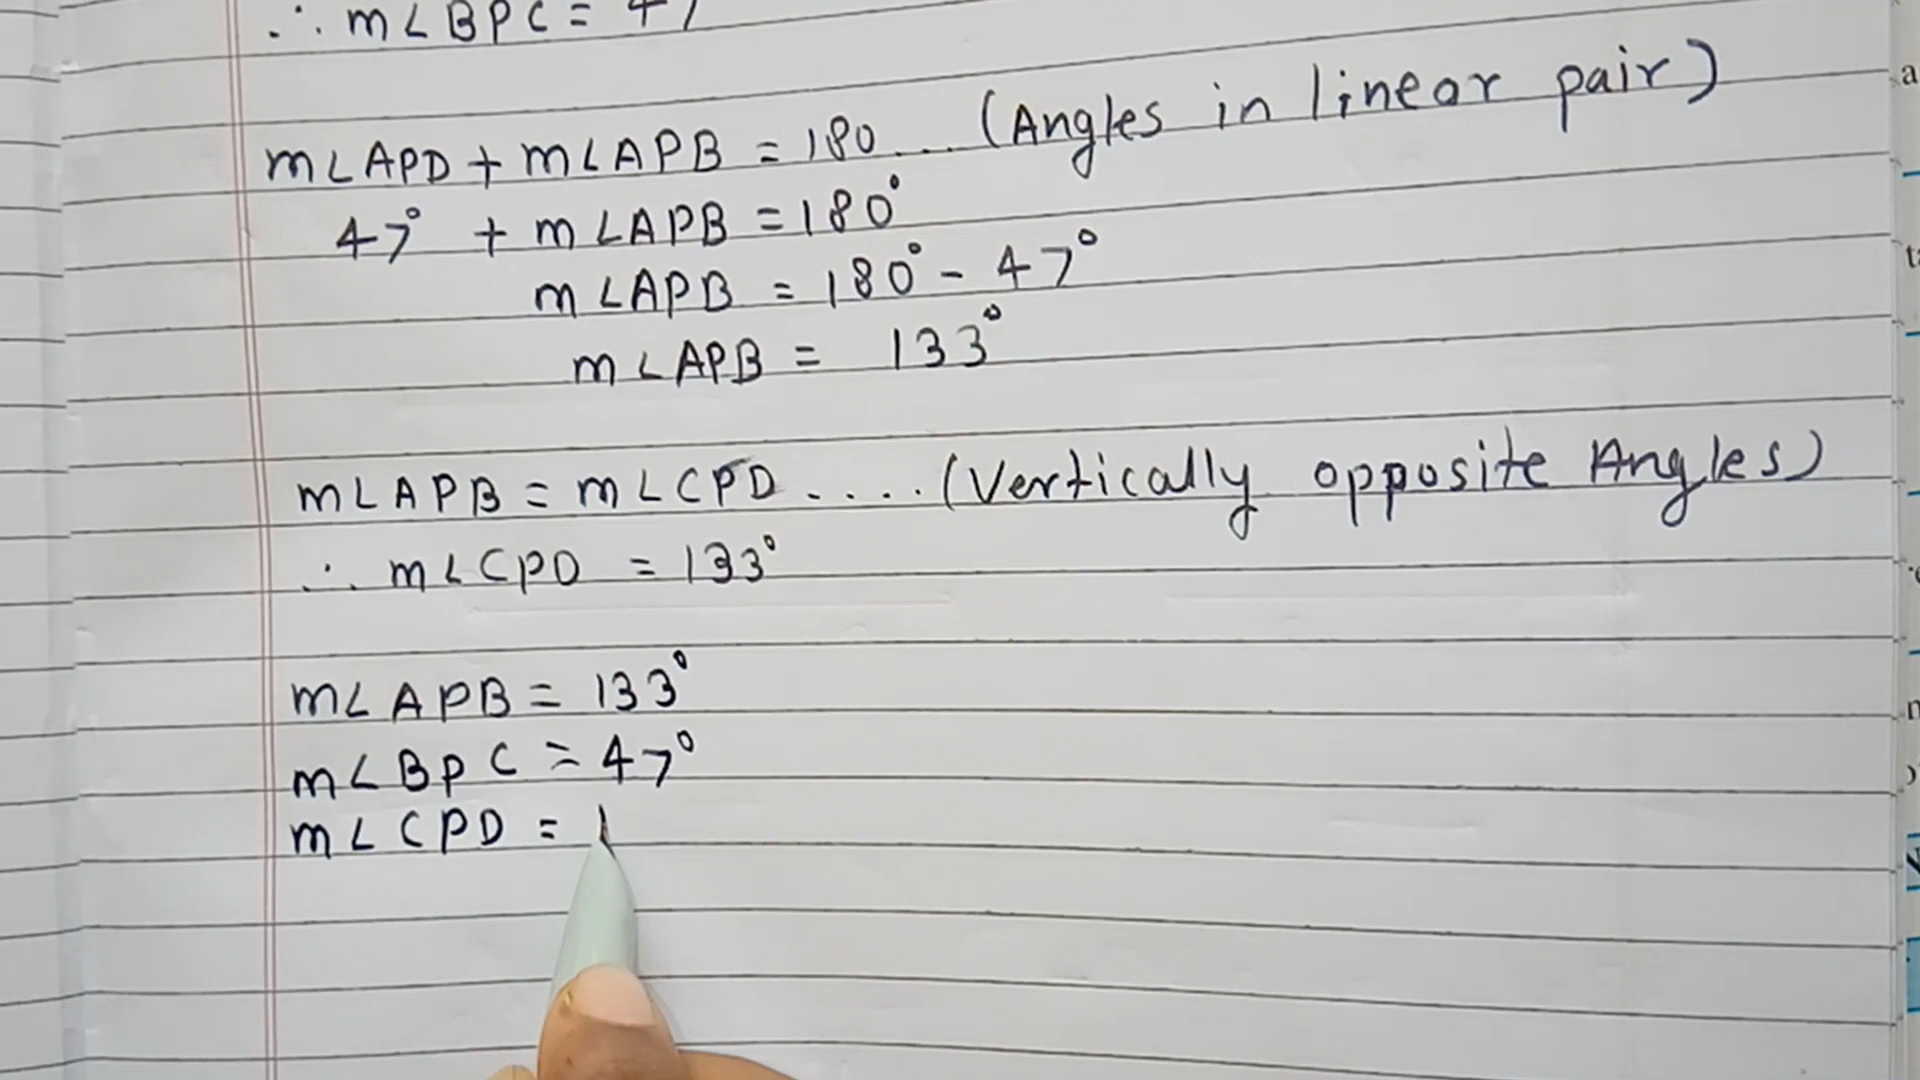 ∴ m∠BPC = 47
m∠APD + m∠APB = 180 ... (Angles in linear pair)
47° + m∠APB = 180°
m∠APB = 180° - 47°
m∠APB = 133°
m∠APB = m∠CPD .... (Vertically opposite Angles)
∴ m∠CPD = 133°
m∠APB = 133°
m∠BPC = 47°
m∠CPD = 1